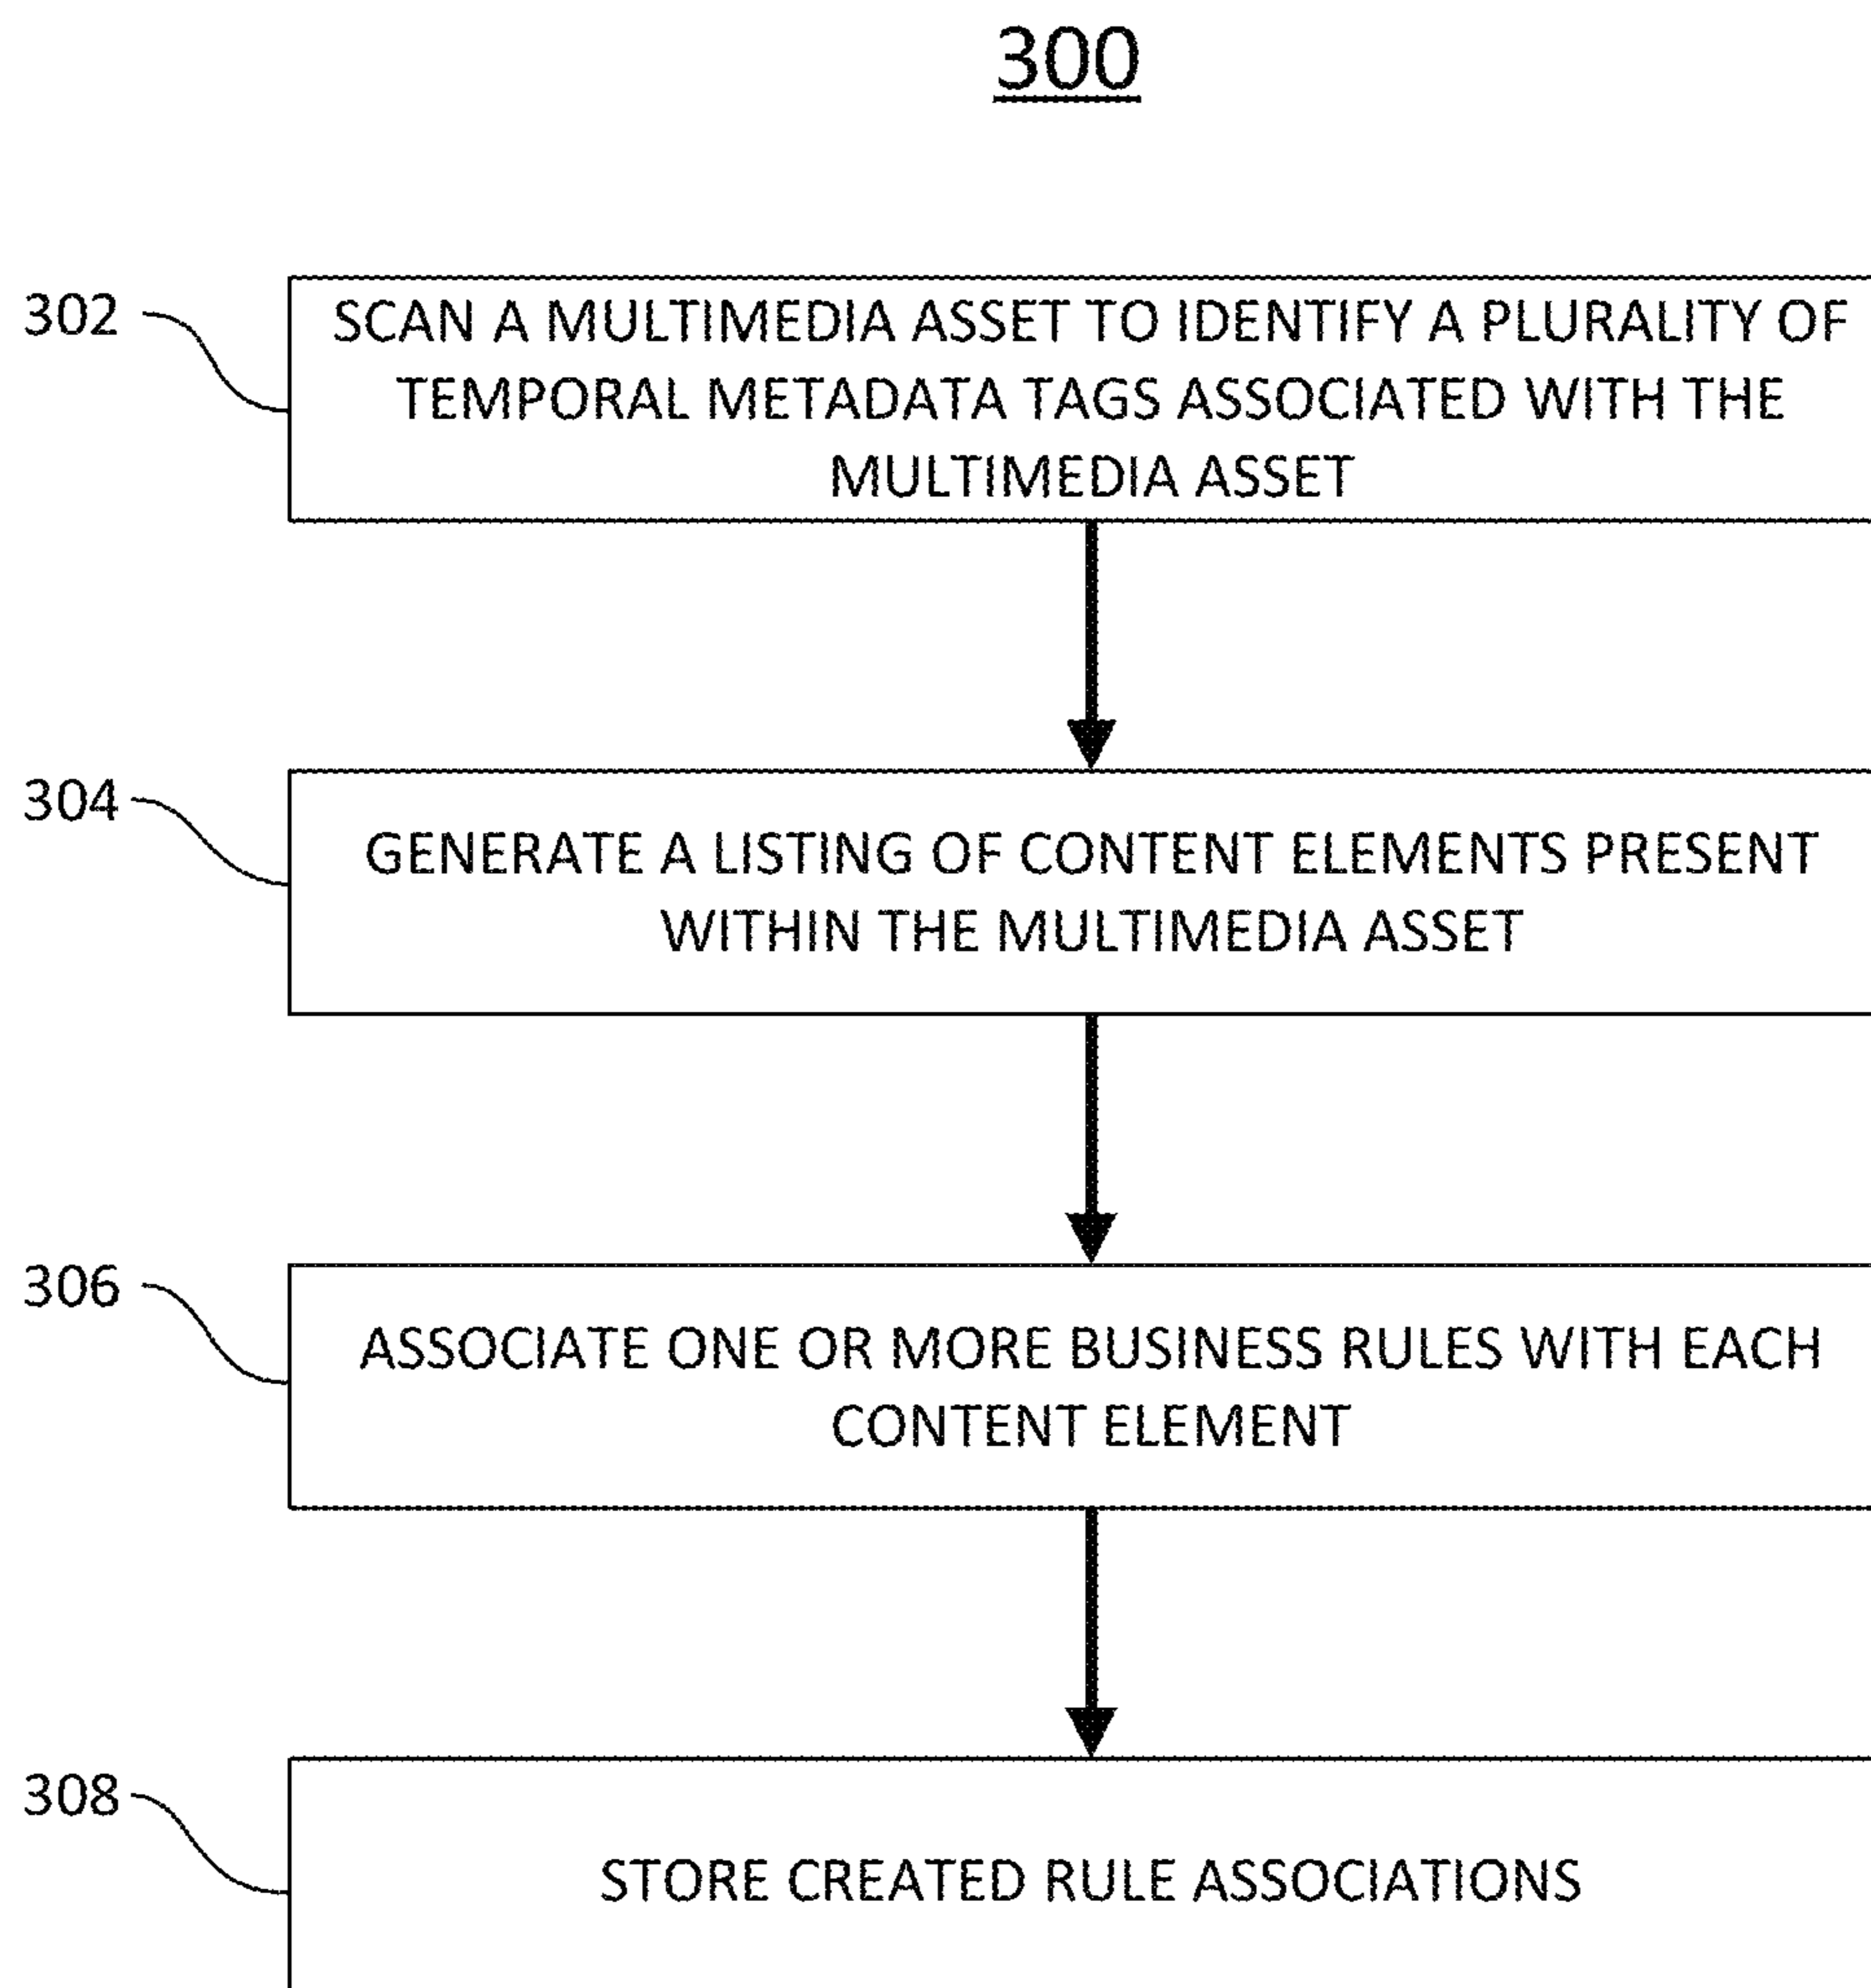 300
302
SCAN A MULTIMEDIA ASSET TO IDENTIFY A PLURALITY OF
TEMPORAL METADATA TAGS ASSOCIATED WITH THE
MULTIMEDIA ASSET
304
GENERATE A LISTING OF CONTENT ELEMENTS PRESENT
WITHIN THE MULTIMEDIA ASSET
306
ASSOCIATE ONE OR MORE BUSINESS RULES WITH EACH
CONTENT ELEMENT
308
STORE CREATED RULE ASSOCIATIONS